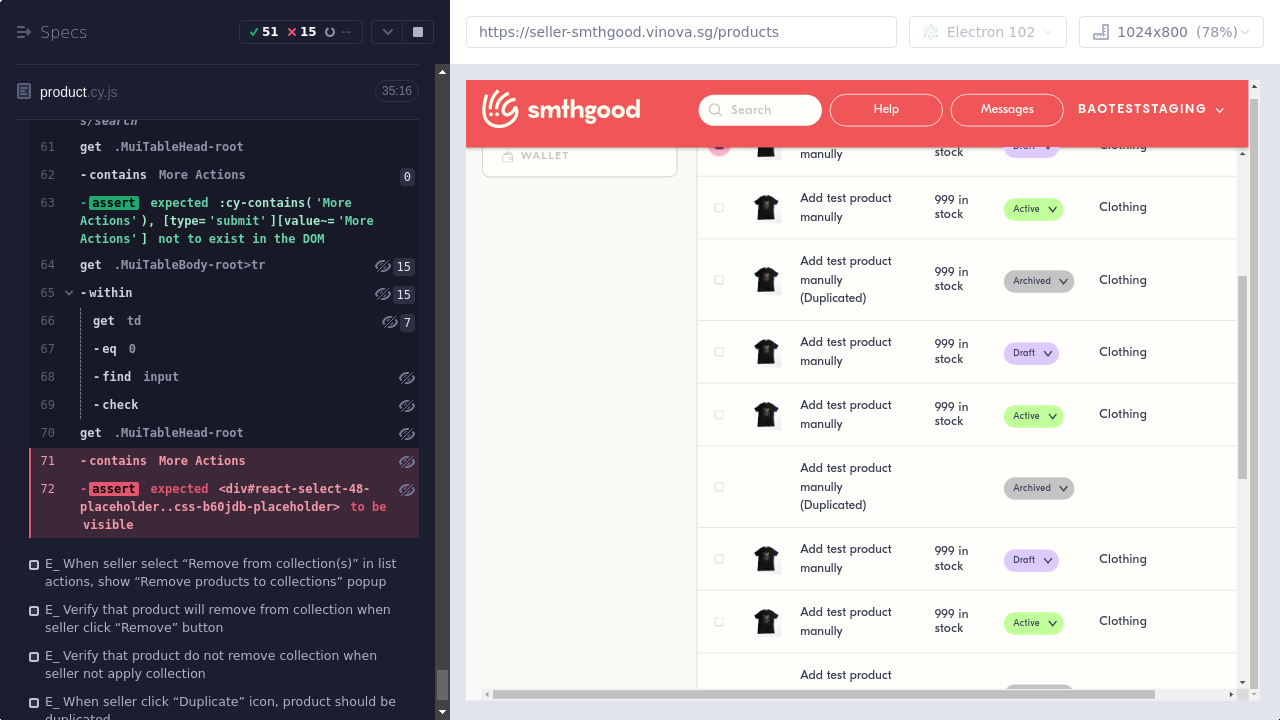 Specs
51
15
--
product.cy.js
35:16
s/search
61 get .MuiTableHead-root
62 -contains More Actions 0
63 -assert expected :cy-contains('More
Actions'), [type='submit'][value~='More
Actions'] not to exist in the DOM
64 get .MuiTableBody-root>tr 15
65 -within 15
66 get td 7
67 -eq 0
68 -find input
69 -check
70 get .MuiTableHead-root
71 -contains More Actions
72 -assert expected <div#react-select-48-
placeholder..css-b60jdb-placeholder> to be
visible
E_ When seller select “Remove from collection(s)” in list
actions, show “Remove products to collections” popup
E_ Verify that product will remove from collection when
seller click “Remove” button
E_ Verify that product do not remove collection when
seller not apply collection
E_ When seller click “Duplicate” icon, product should be
duplicated
https://seller-smthgood.vinova.sg/products
Electron 102
1024x800 (78%)
smthgood
Search
Help
Messages
BAOTESTSTAGING
WALLET
manully
in
stock
Draft
Clothing
Add test product
manully
999 in
stock
Active
Clothing
Add test product
manully
(Duplicated)
999 in
stock
Archived
Clothing
Add test product
manully
999 in
stock
Draft
Clothing
Add test product
manully
999 in
stock
Active
Clothing
Add test product
manully
(Duplicated)
Archived
Add test product
manully
999 in
stock
Draft
Clothing
Add test product
manully
999 in
stock
Active
Clothing
Add test product